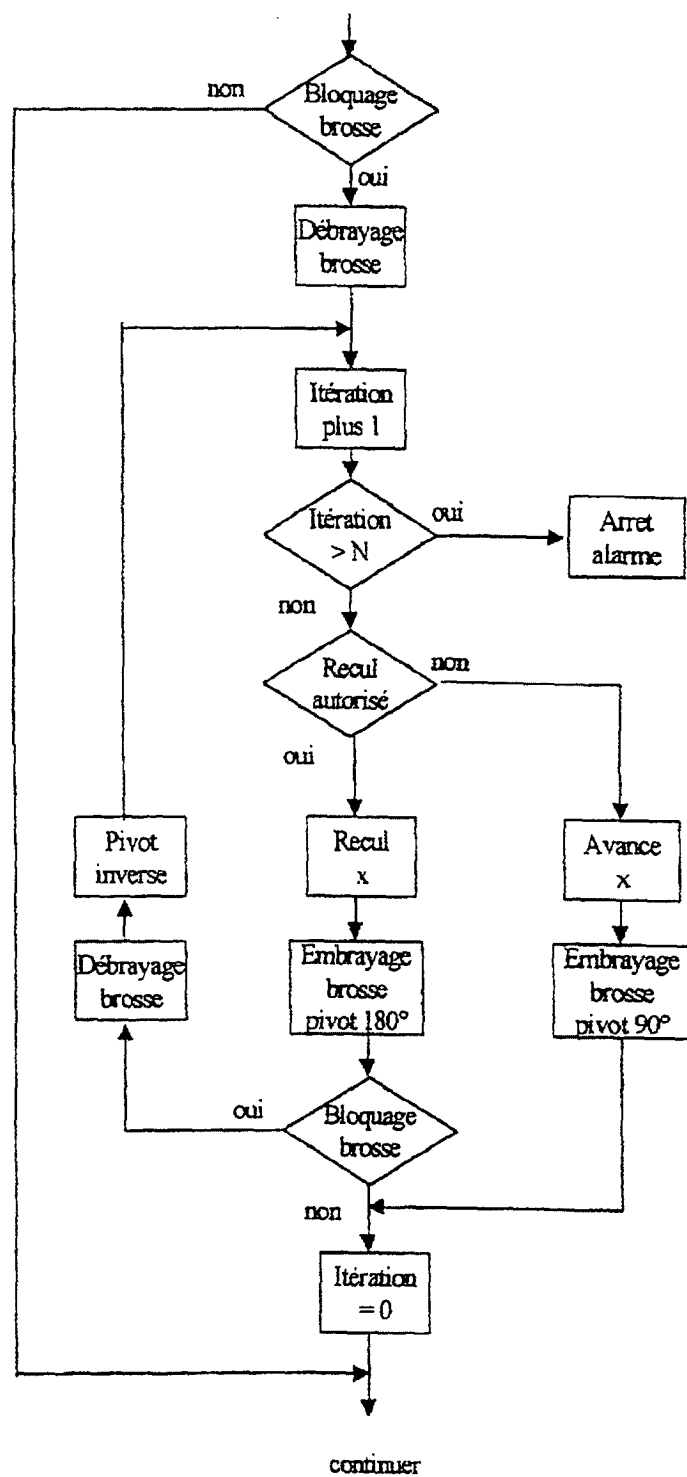 non
Bloquage
brosse
oui
Débrayage
brosse
Itération
plus 1
Itération
> N
oui
Arret
alarme
non
Recul
autorisé
non
oui
Pivot
inverse
Recul
x
Avance
x
Débrayage
brosse
Embrayage
brosse
pivot 180°
Embrayage
brosse
pivot 90°
oui
Bloquage
brosse
non
Itération
= 0
continuer